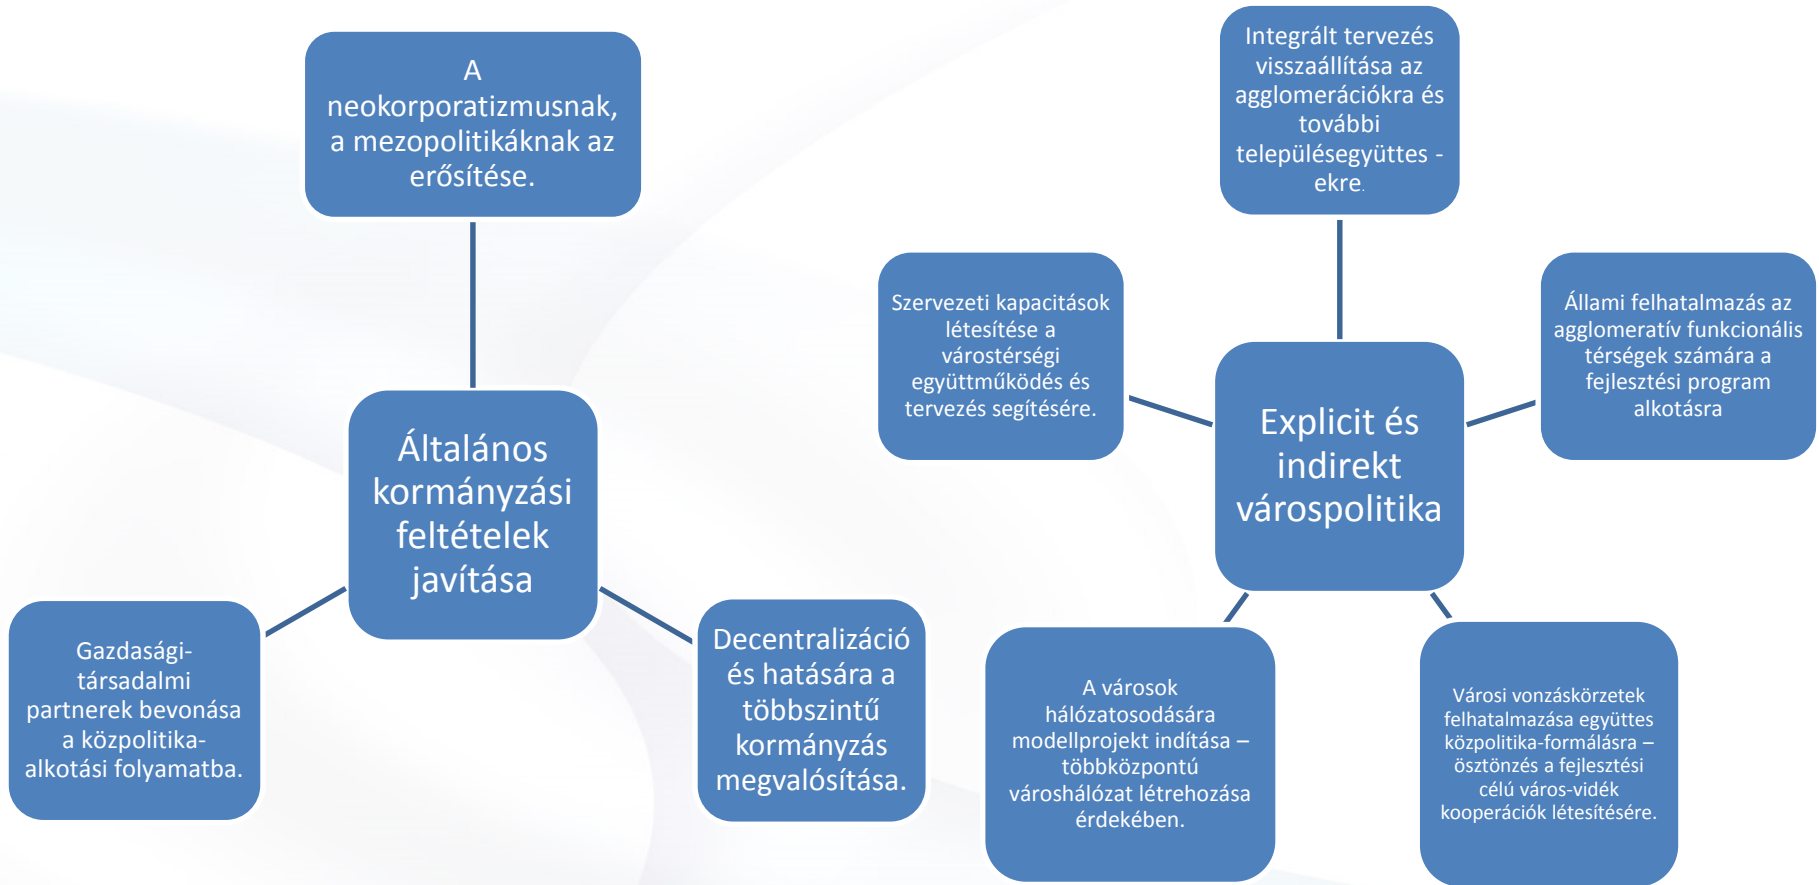 A
neokorporatizmusnak,
a mezopolitikáknak az
erősítése.
Általános
kormányzási
feltételek
javítása
Gazdasági-
társadalmi
partnerek bevonása
a közpolitika-
alkotási folyamatba.
Decentralizáció
és hatására a
többszintű
kormányzás
megvalósítása.
Integrált tervezés
visszaállítása az
agglomerációkra és
további
településegyüttes -
ekre.
Szervezeti kapacitások
létesítése a
várostérségi
együttműködés és
tervezés segítésére.
Explicit és
indirekt
várospolitika
Állami felhatalmazás az
agglomeratív funkcionális
térségek számára a
fejlesztési program
alkotásra
A városok
hálózatosodására
modellprojekt indítása –
többközpontú
városhálózat létrehozása
érdekében.
Városi vonzáskörzetek
felhatalmazása együttes
közpolitika-formálásra –
ösztönzés a fejlesztési
célú város-vidék
kooperációk létesítésére.